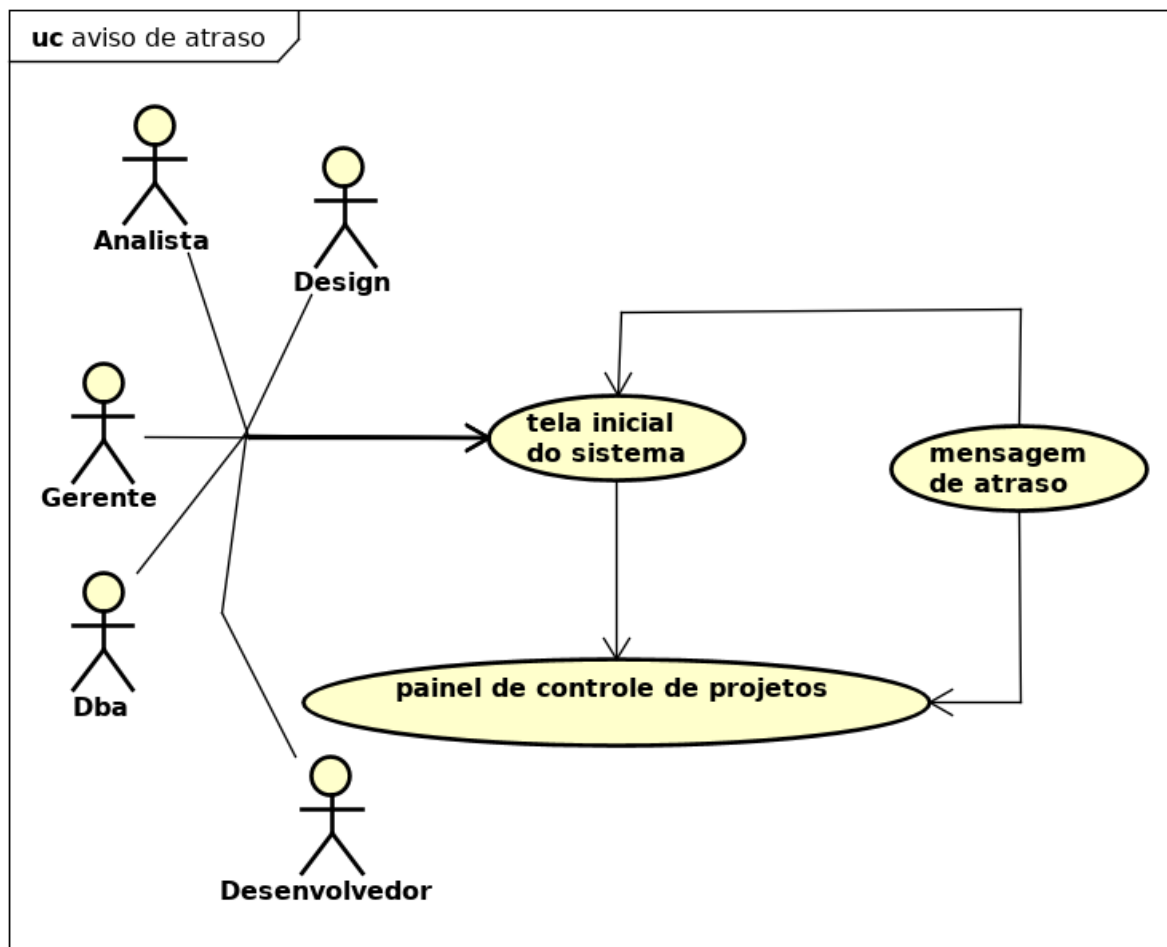 uc aviso de atraso
Analista
Design
Gerente
tela inicial
do sistema
mensagem
de atraso
Dba
painel de controle de projetos
Desenvolvedor